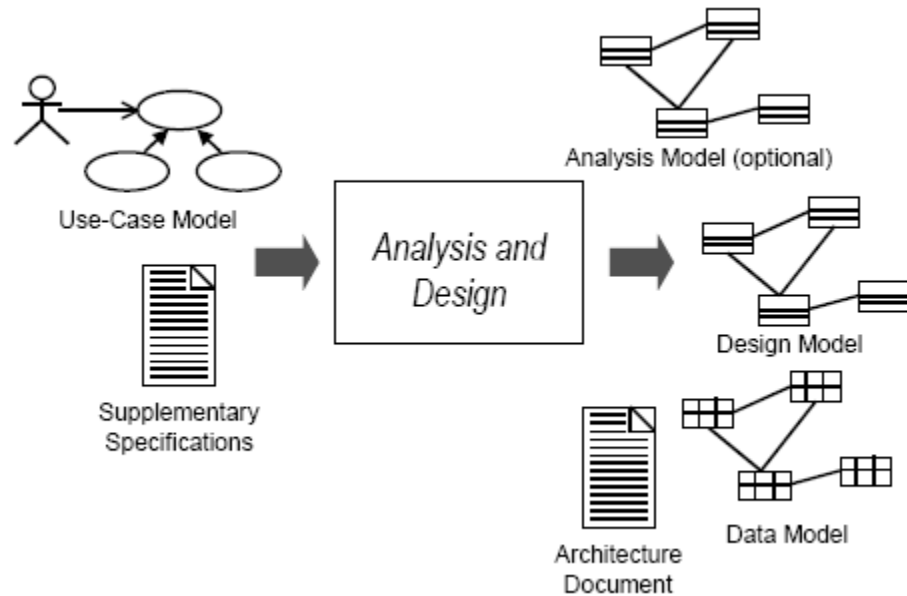 Use-Case Model
Supplementary
Specifications
Analysis and
Design
Analysis Model (optional)
Design Model
Data Model
Architecture
Document